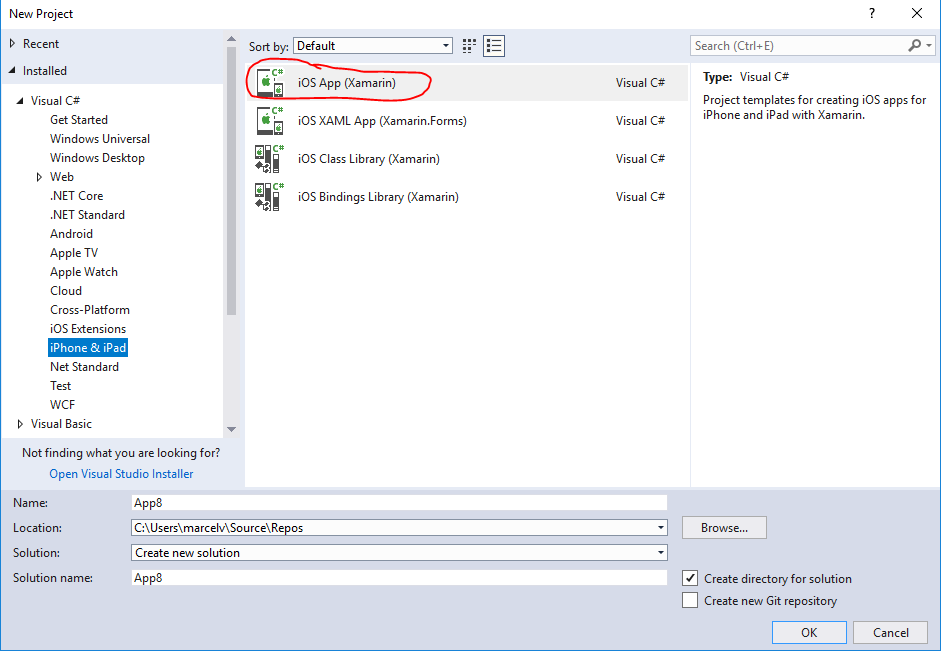 New Project
?
Recent
Installed
Visual C#
Get Started
Windows Universal
Windows Desktop
Web
.NET Core
.NET Standard
Android
Apple TV
Apple Watch
Cloud
Cross-Platform
iOS Extensions
iPhone & iPad
Net Standard
Test
WCF
Visual Basic
Not finding what you are looking for?
Open Visual Studio Installer
Sort by: Default
C# iOS App (Xamarin) Visual C#
C# iOS XAML App (Xamarin.Forms) Visual C#
C# iOS Class Library (Xamarin) Visual C#
C# iOS Bindings Library (Xamarin) Visual C#
Search (Ctrl+E)
Type: Visual C#
Project templates for creating iOS apps for
iPhone and iPad with Xamarin.
Name: App8
Location: C:\Users\marcelv\Source\Repos
Browse...
Solution: Create new solution
Solution name: App8
Create directory for solution
Create new Git repository
OK Cancel